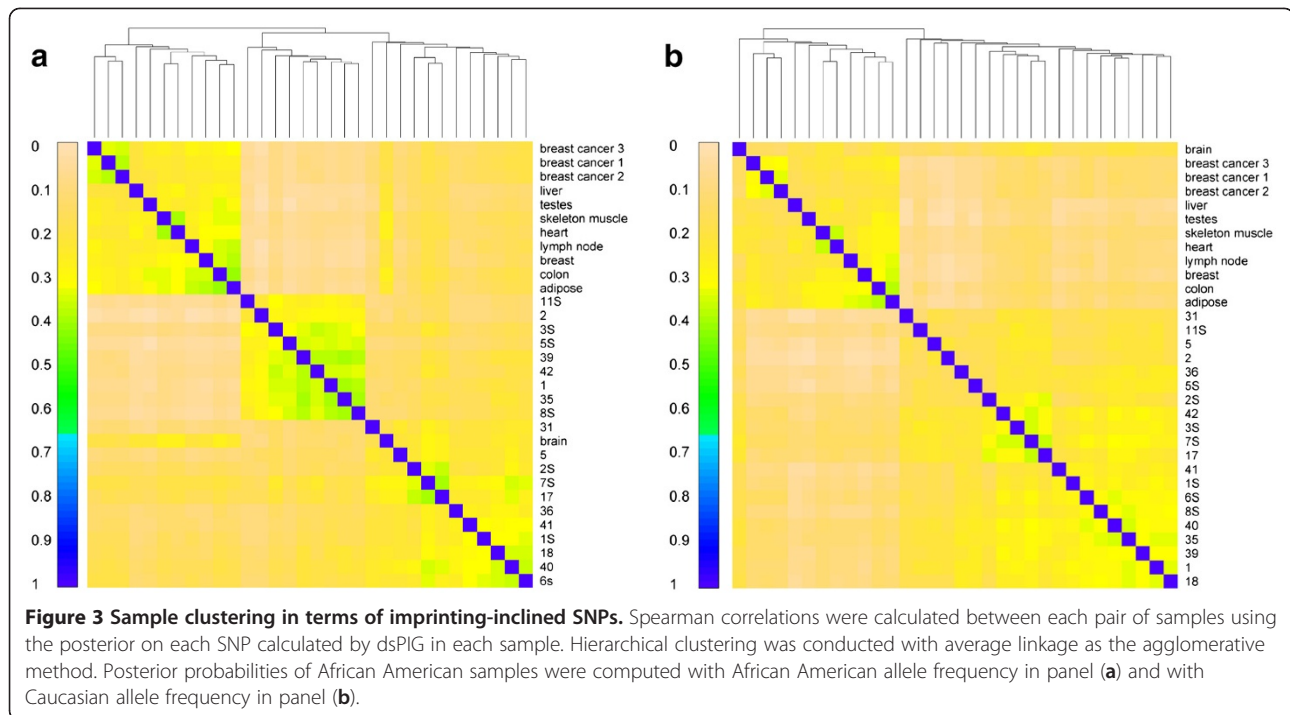 a
b
0
0.1
0.2
0.3
0.4
0.5
0.6
0.7
0.8
0.9
1
breast cancer 3
breast cancer 1
breast cancer 2
liver
testes
skeleton muscle
heart
lymph node
breast
colon
adipose
11S
2
3S
5S
39
42
1
35
8S
31
brain
5
2S
7S
17
36
41
1S
18
40
6s
0
0.1
0.2
0.3
0.4
0.5
0.6
0.7
0.8
0.9
1
brain
breast cancer 3
breast cancer 1
breast cancer 2
liver
testes
skeleton muscle
heart
lymph node
breast
colon
adipose
31
11S
5
2
36
5S
2S
42
3S
7S
17
41
1S
6S
8S
40
35
39
1
18
Figure 3 Sample clustering in terms of imprinting-inclined SNPs. Spearman correlations were calculated between each pair of samples using
the posterior on each SNP calculated by dsPIG in each sample. Hierarchical clustering was conducted with average linkage as the agglomerative
method. Posterior probabilities of African American samples were computed with African American allele frequency in panel (a) and with
Caucasian allele frequency in panel (b).